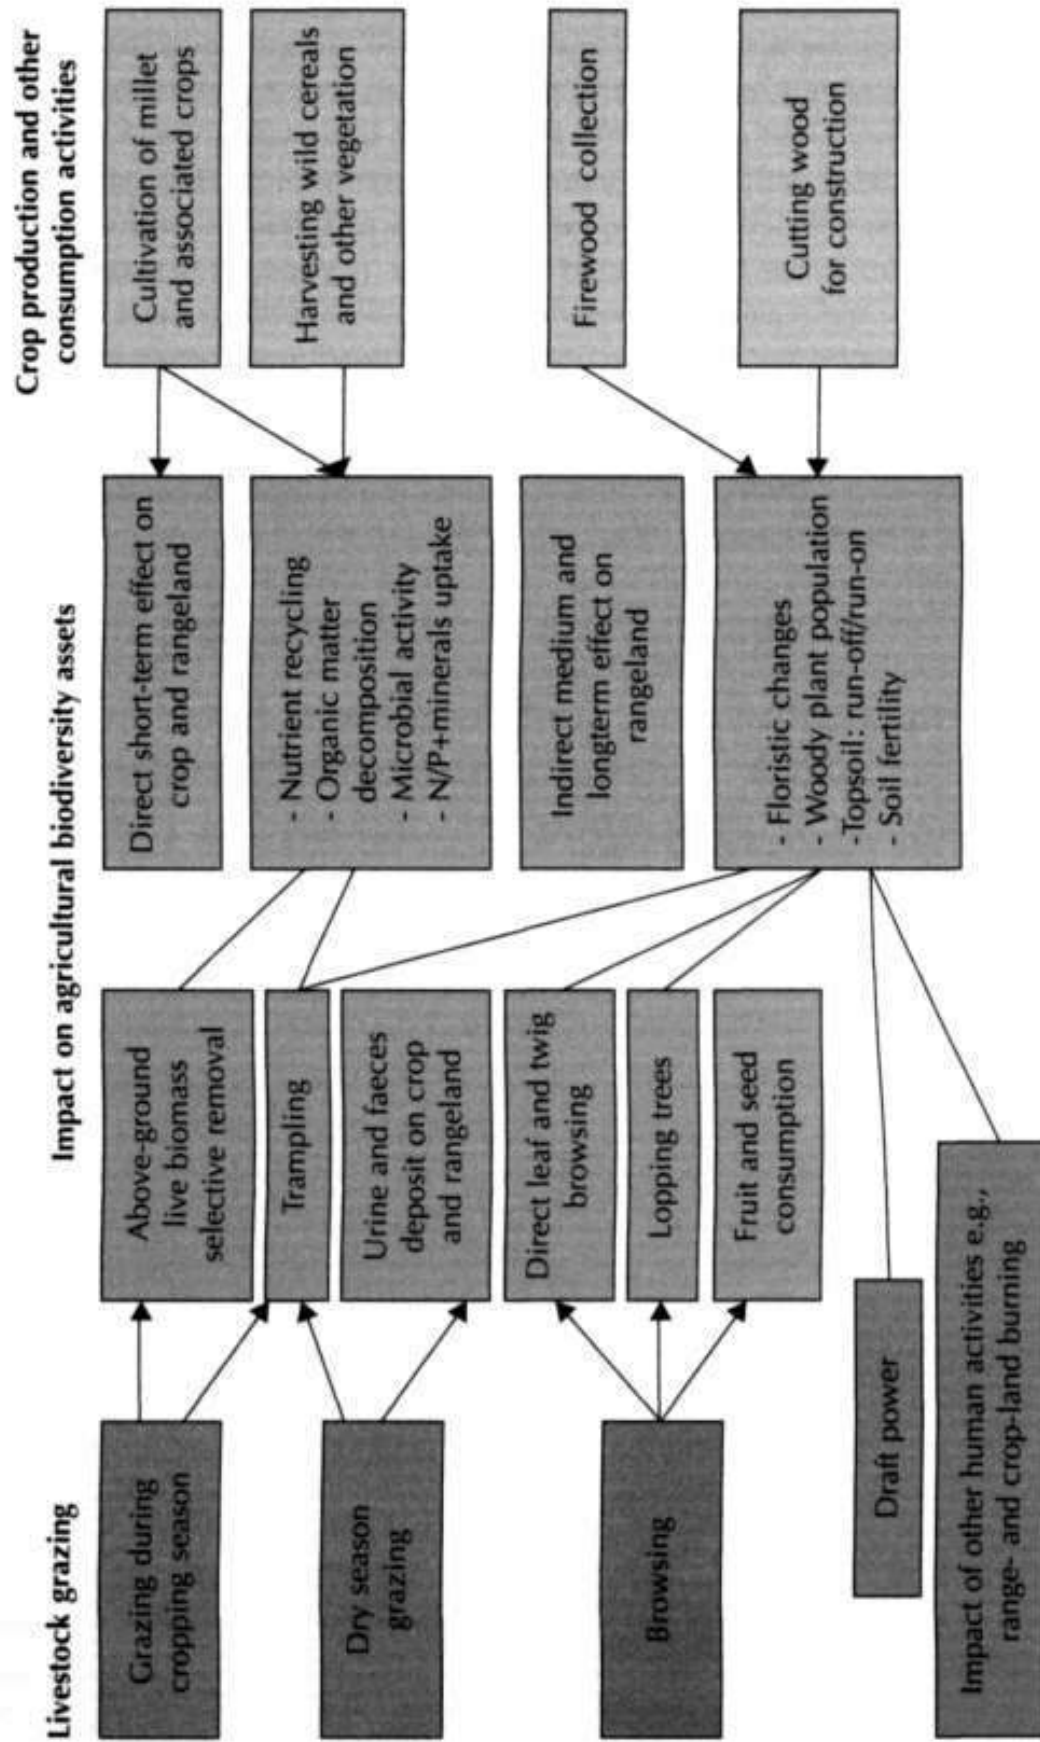 Livestock grazing
Impact on agricultural biodiversity assets
Crop production and other
consumption activities
Grazing during
cropping season
Dry season
grazing
Browsing
Draft power
Impact of other human activities e.g.,
range- and crop-land burning
Above-ground
live biomass
selective removal
Trampling
Urine and faeces
deposit on crop
and rangeland
Direct leaf and twig
browsing
Lopping trees
Fruit and seed
consumption
Direct short-term effect on
crop and rangeland
- Nutrient recycling
- Organic matter
decomposition
- Microbial activity
- N/P+minerals uptake
Indirect medium and
longterm effect on
rangeland
- Floristic changes
- Woody plant population
-Topsoil: run-off/run-on
- Soil fertility
Cultivation of millet
and associated crops
Harvesting wild cereals
and other vegetation
Firewood collection
Cutting wood
for construction